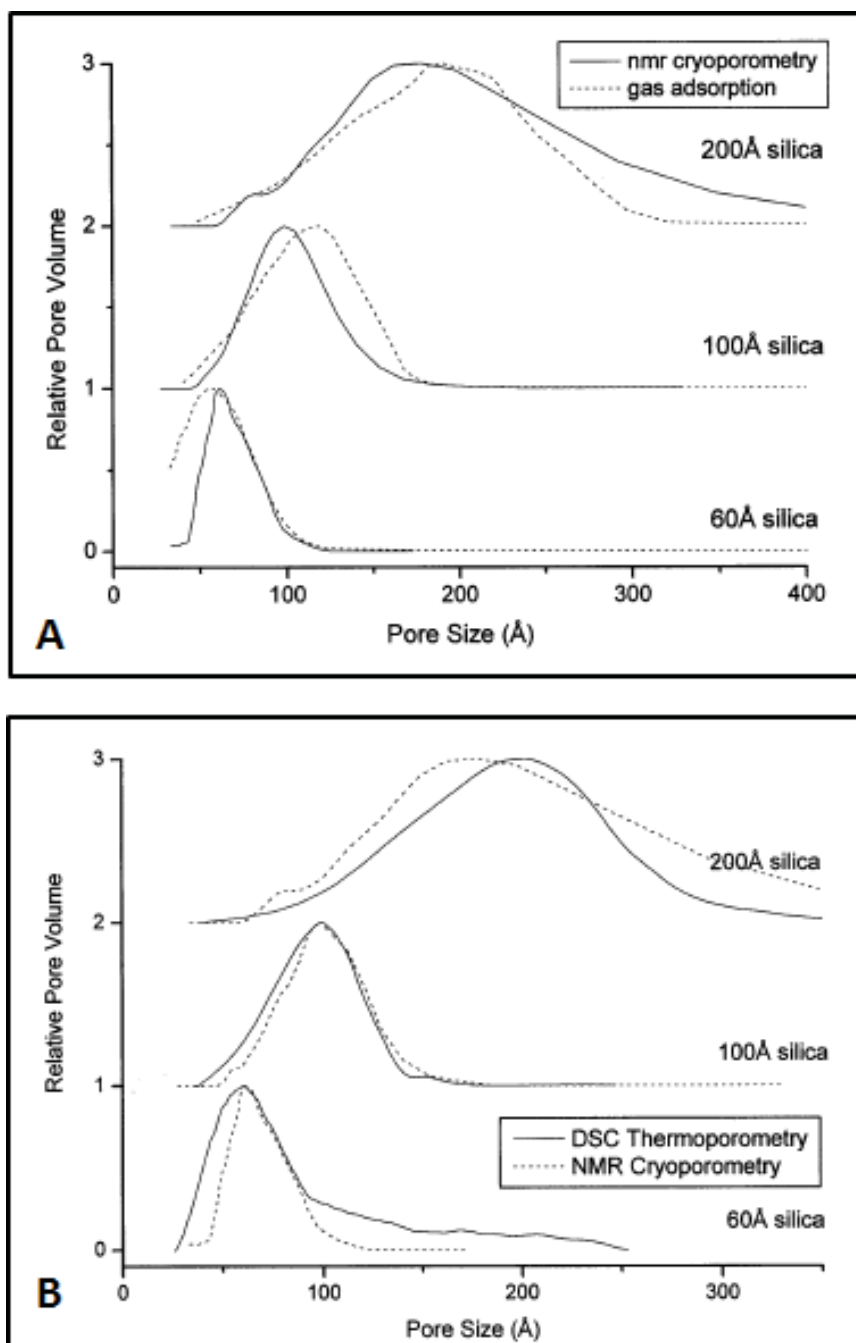 3
nmr cryoporometry
gas adsorption
200Å silica
2
Relative Pore Volume
100Å silica
1
60Å silica
0
0 100 200 300 400
A
Pore Size (Å)
3
200Å silica
2
Relative Pore Volume
100Å silica
1
DSC Thermoporometry
NMR Cryoporometry
60Å silica
0
0 100 200 300
B
Pore Size (Å)